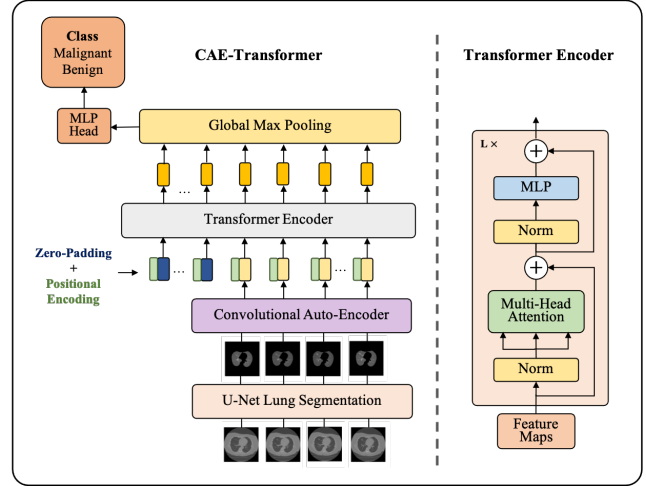 Class
Malignant
Benign
CAE-Transformer
MLP
Head
Global Max Pooling
...
Transformer Encoder
Zero-Padding
+
Positional
Encoding
... ...
Convolutional Auto-Encoder
U-Net Lung Segmentation
Transformer Encoder
L ×
+
MLP
Norm
+
Multi-Head
Attention
Norm
Feature
Maps